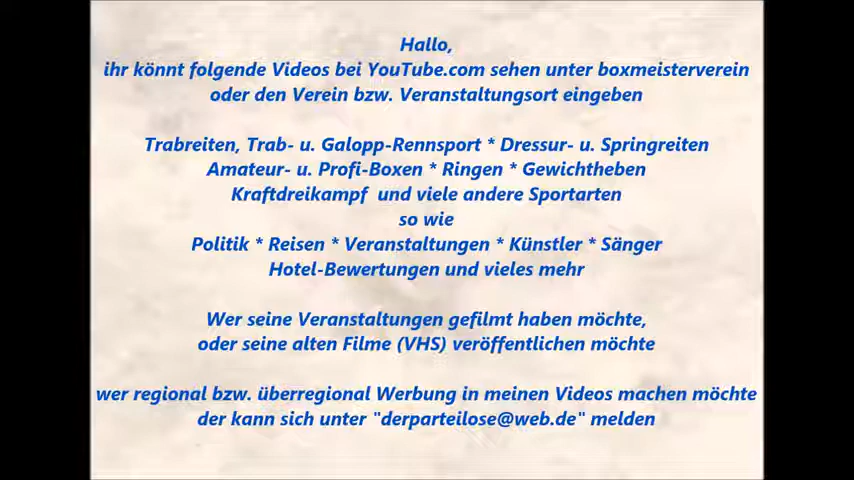 Hallo,
ihr könnt folgende Videos bei YouTube.com sehen unter boxmeisterverein
oder den Verein bzw. Veranstaltungsort eingeben
Trabreiten, Trab- u. Galopp-Rennsport * Dressur- u. Springreiten
Amateur- u. Profi-Boxen * Ringen * Gewichtheben
Kraftdreikampf und viele andere Sportarten
so wie
Politik * Reisen * Veranstaltungen * Künstler * Sänger
Hotel-Bewertungen und vieles mehr
Wer seine Veranstaltungen gefilmt haben möchte,
oder seine alten Filme (VHS) veröffentlichen möchte
wer regional bzw. überregional Werbung in meinen Videos machen möchte
der kann sich unter "derparteilose@web.de" melden